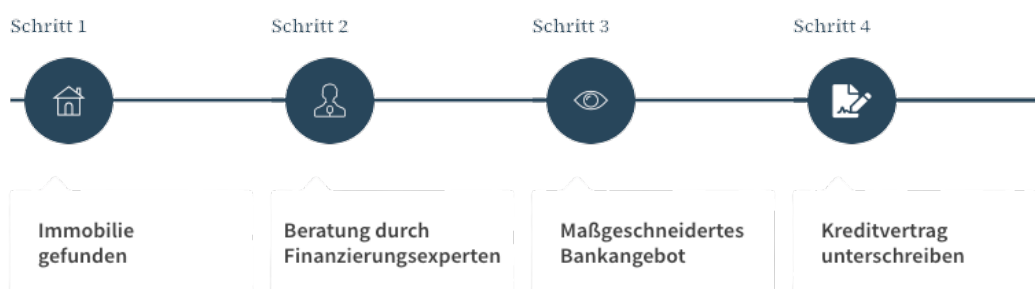 Schritt 1
Schritt 2
Schritt 3
Schritt 4
Immobilie
gefunden
Beratung durch
Finanzierungsexperten
Maßgeschneidertes
Bankangebot
Kreditvertrag
unterschreiben